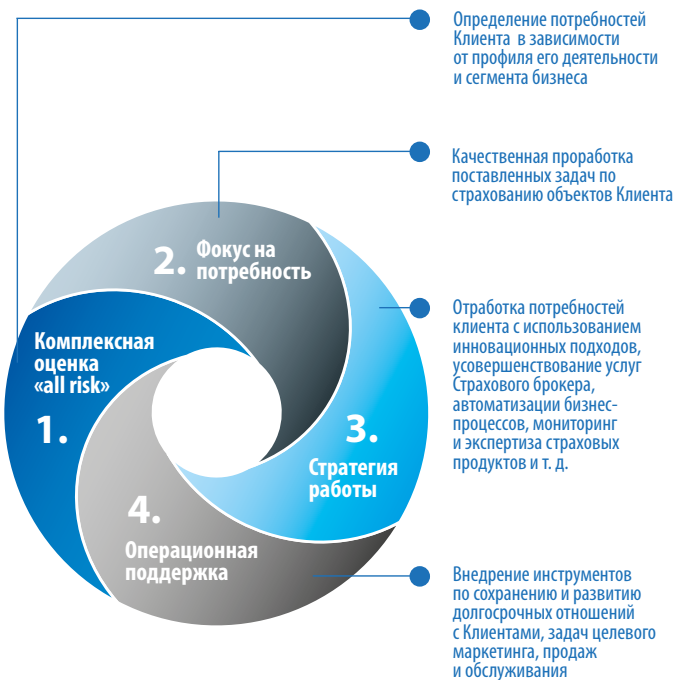 Определение потребностей
Клиента в зависимости
от профиля его деятельности
и сегмента бизнеса
Качественная проработка
поставленных задач по
страхованию объектов Клиента
2. Фокус на
потребность
Комплексная
оценка
«all risk»
1.
Отработка потребностей
клиента с использованием
инновационных подходов,
усовершенствование услуг
Страхового брокера,
автоматизации бизнес-
процессов, мониторинг
и экспертиза страховых
продуктов и т. д.
3.
Стратегия
работы
4.
Операционная
поддержка
Внедрение инструментов
по сохранению и развитию
долгосрочных отношений
с Клиентами, задач целевого
маркетинга, продаж
и обслуживания